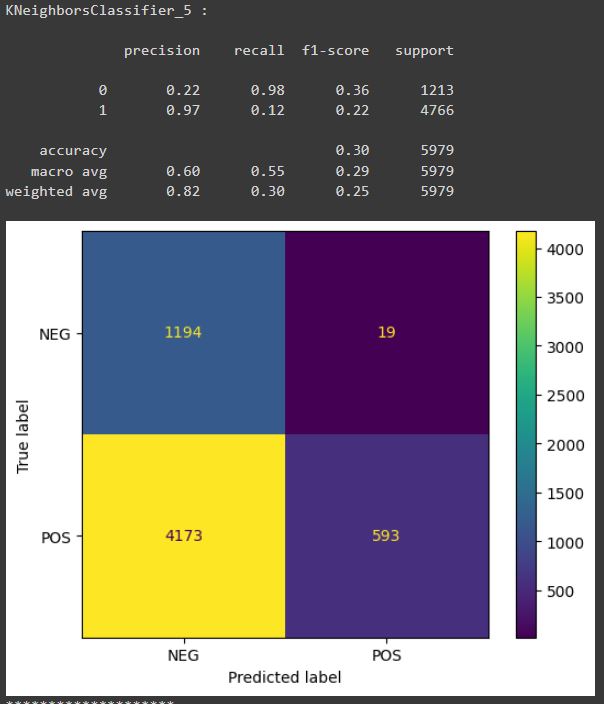 KNeighborsClassifier_5 :
precision recall f1-score support
0 0.22 0.98 0.36 1213
1 0.97 0.12 0.22 4766
accuracy 0.30 5979
macro avg 0.60 0.55 0.29 5979
weighted avg 0.82 0.30 0.25 5979
4000
3500
NEG 1194 19
3000
2500
True label
2000
1500
POS 4173 593
1000
500
NEG POS
Predicted label
********************